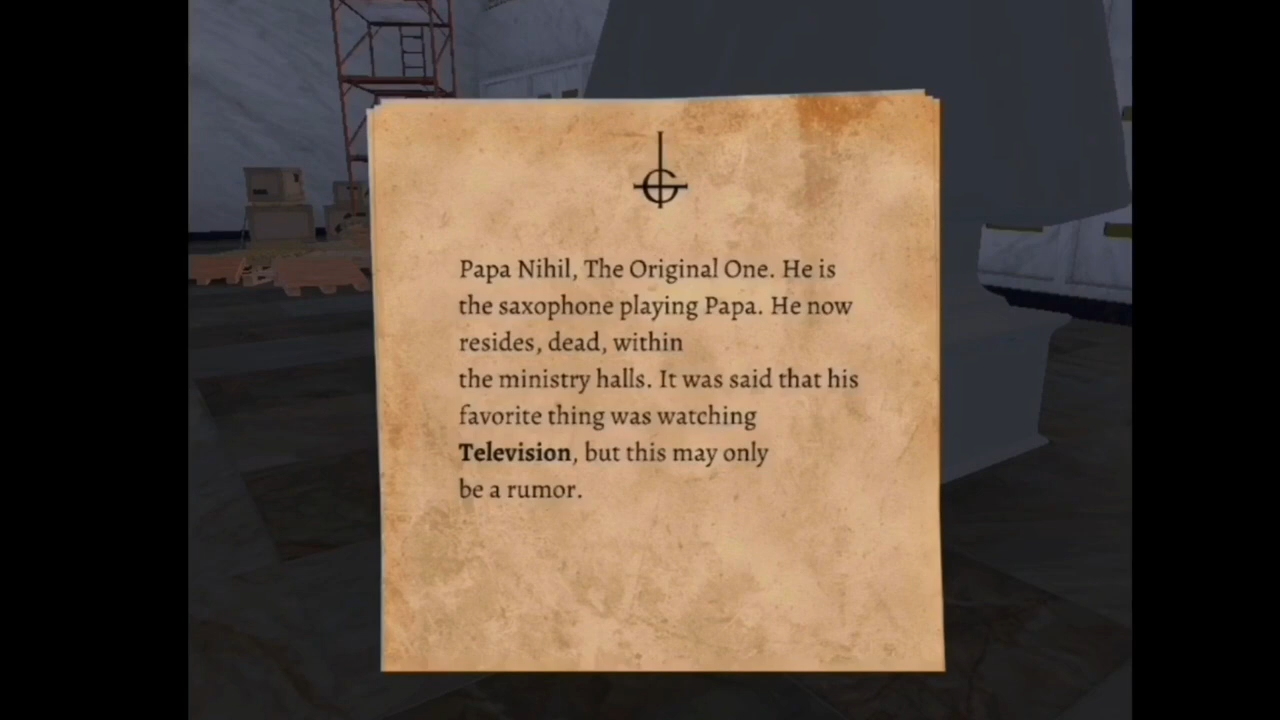 Papa Nihil, The Original One. He is
the saxophone playing Papa. He now
resides, dead, within
the ministry halls. It was said that his
favorite thing was watching
Television, but this may only
be a rumor.